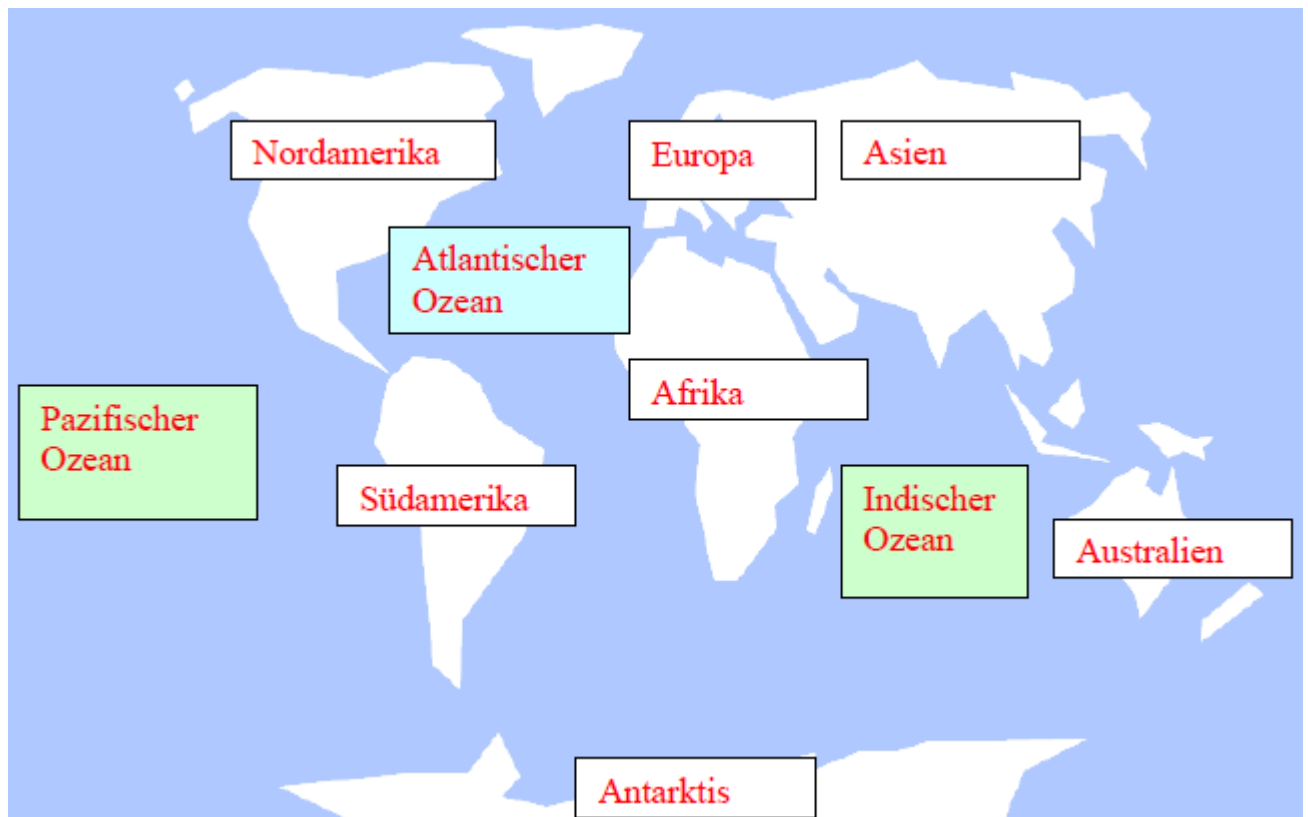 Nordamerika
Europa
Asien
Atlantischer
Ozean
Afrika
Pazifischer
Ozean
Südamerika
Indischer
Ozean
Australien
Antarktis